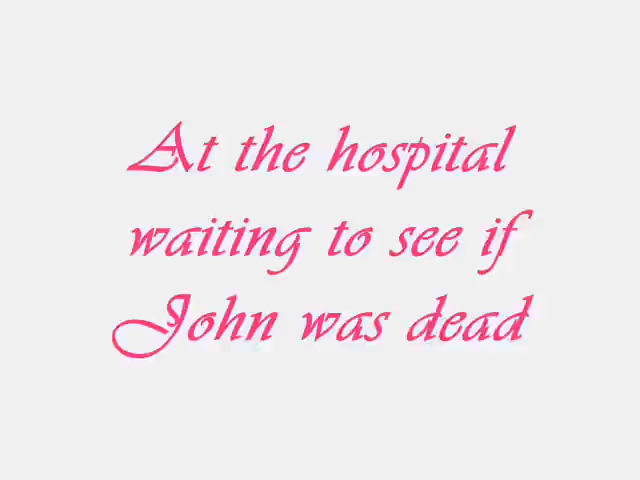 At the hospital
waiting to see if
John was dead